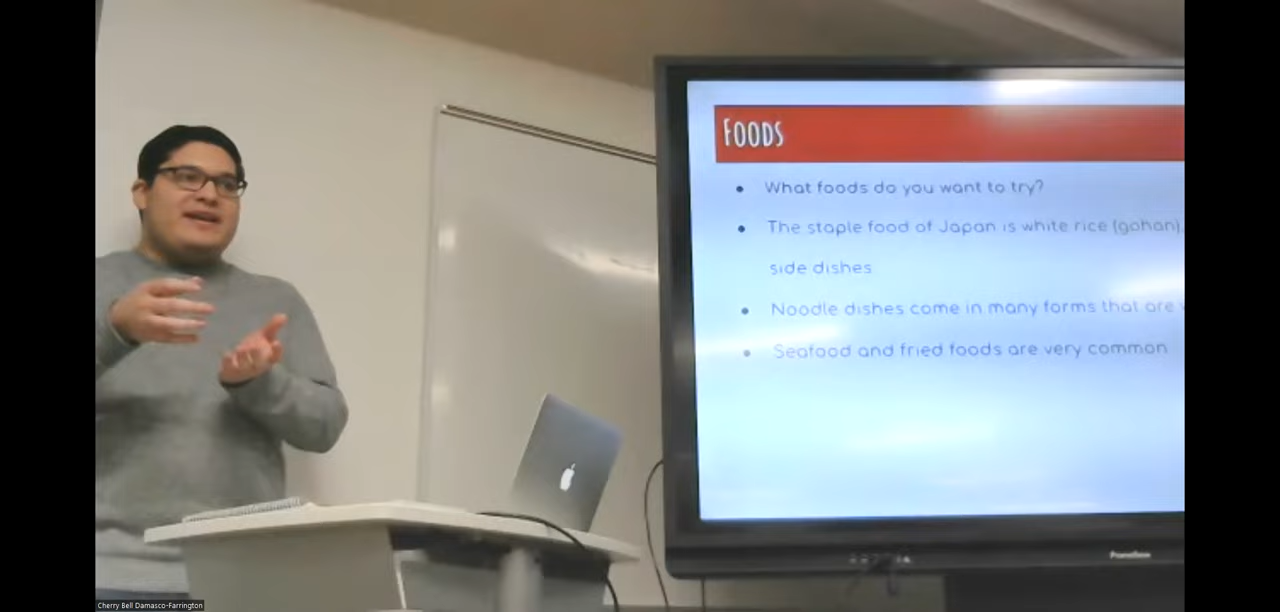 FOODS
What foods do you want to try?
The staple food of Japan is white rice (gohan),
side dishes
Noodle dishes come in many forms that are
Seafood and fried foods are very common
Promethean
Cherry Bell Damasco-Farrington